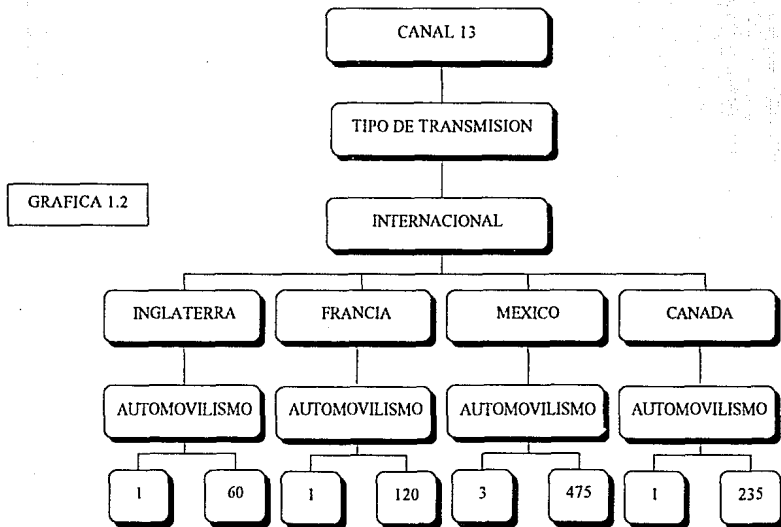 CANAL 13
TIPO DE TRANSMISION
GRAFICA 1.2
INTERNACIONAL
INGLATERRA FRANCIA MEXICO CANADA
AUTOMOVILISMO AUTOMOVILISMO AUTOMOVILISMO AUTOMOVILISMO
1 60 1 120 3 475 1 235